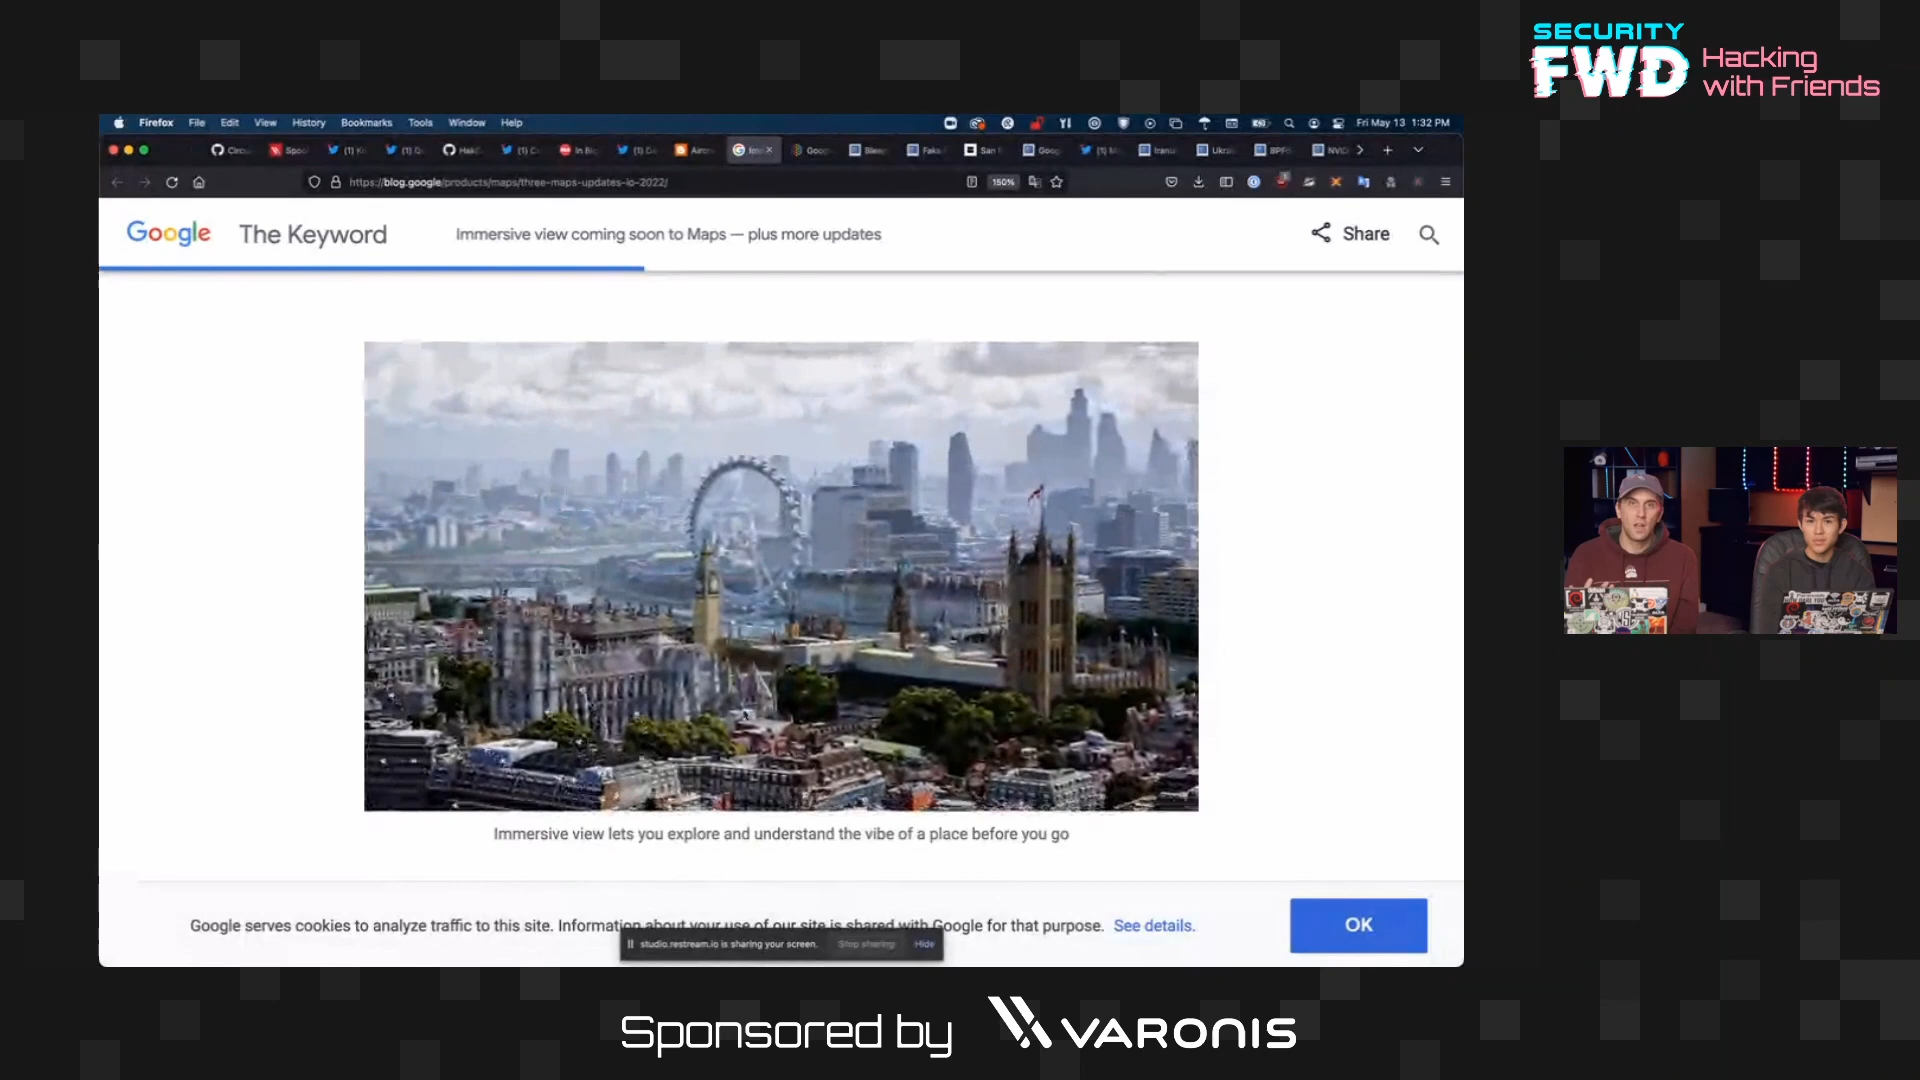 SECURITY
FWD
Hacking
with Friends
Firefox File Edit View History Bookmarks Tools Window Help
Fri May 13 1:32 PM
https://blog.google/products/maps/three-maps-updates-io-2022/
150%
Google The Keyword
Immersive view coming soon to Maps — plus more updates
Share
Immersive view lets you explore and understand the vibe of a place before you go
Google serves cookies to analyze traffic to this site. Information about your use of our site is shared with Google for that purpose. See details.
OK
studio.restream.io is sharing your screen. Stop sharing Hide
Sponsored by VARONIS